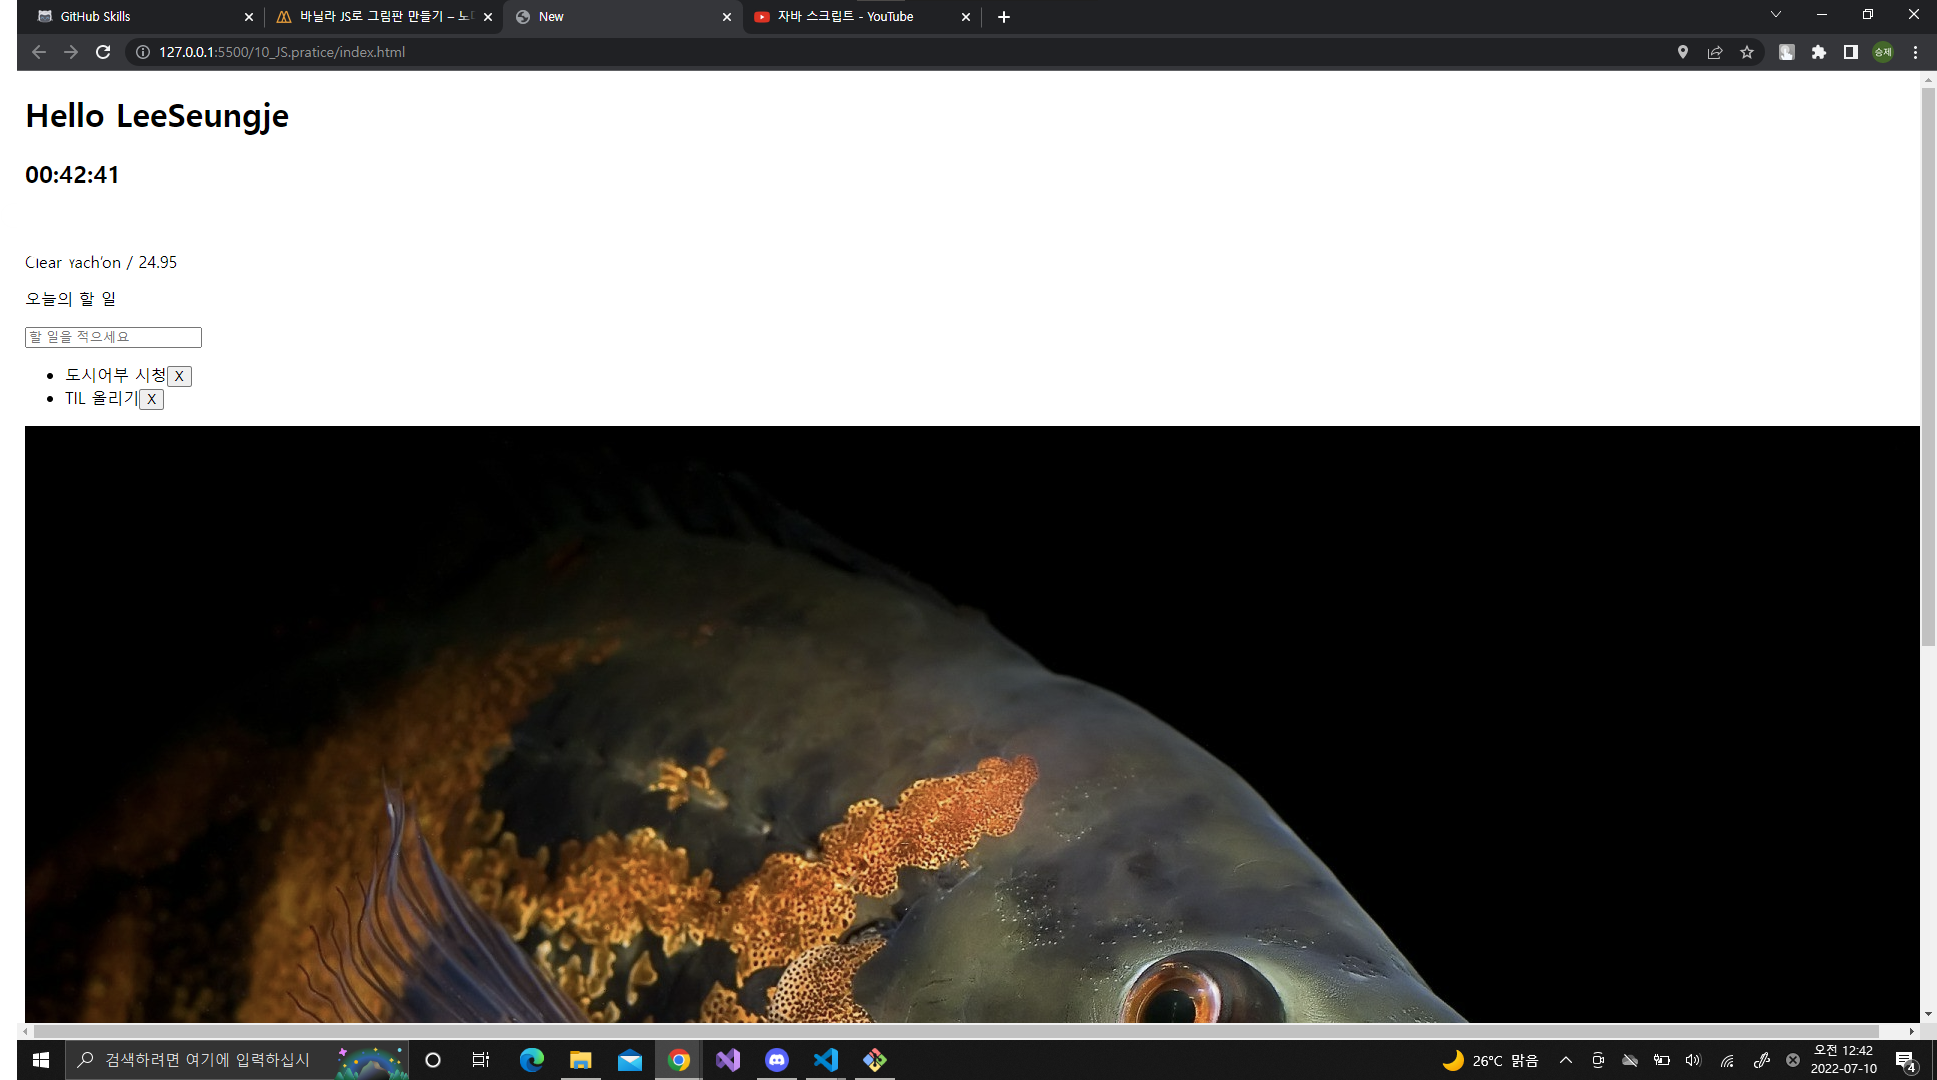 GitHub Skills
바닐라 JS로 그림판 만들기 – 노마
New
자바 스크립트 - YouTube
127.0.0.1:5500/10_JS.pratice/index.html
승제
Hello LeeSeungje
00:42:41
Clear / 24.95
오늘의 할 일
할 일을 적으세요
도시어부 시청 X
TIL 올리기 X
검색하려면 여기에 입력하십시
26°C 맑음
오전 12:42
2022-07-10
4